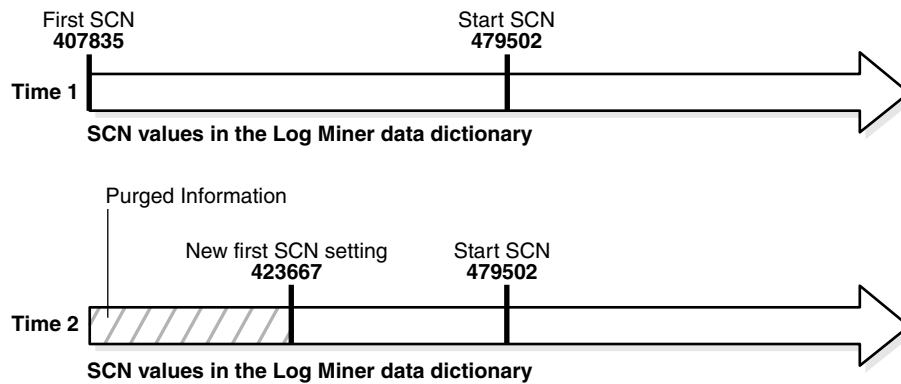 First SCN
407835
Start SCN
479502
Time 1
SCN values in the Log Miner data dictionary
Purged Information
New first SCN setting
423667
Start SCN
479502
Time 2
SCN values in the Log Miner data dictionary